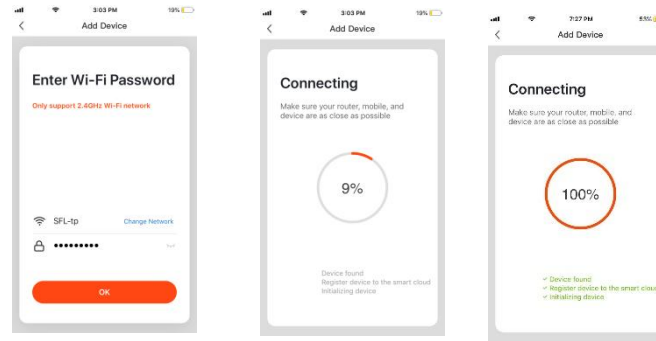 3:03 PM
19%
Add Device
Enter Wi-Fi Password
Only support 2.4GHz Wi-Fi network
SFL-tp
Change Network
•••••••••
OK
3:03 PM
19%
Add Device
Connecting
Make sure your router, mobile, and
device are as close as possible
9%
Device found
Register device to the smart cloud
Initializing device
7:27 PM
Add Device
Connecting
Make sure your router, mobile, and
device are as close as possible
100%
✓ Device found
✓ Register device to the smart cloud
✓ Initializing device